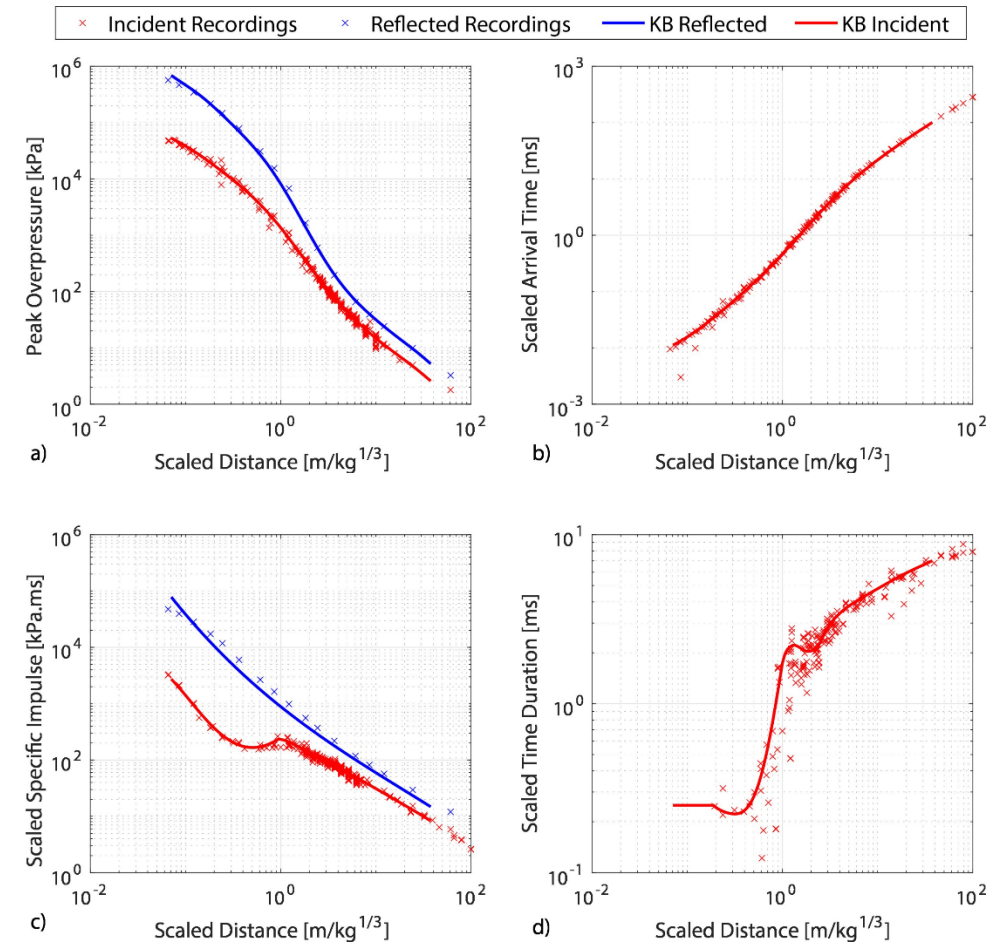 Incident Recordings Reflected Recordings KB Reflected KB Incident
Peak Overpressure [kPa]
10^6
10^4
10^2
10^0
10^-2 10^0 10^2
a) Scaled Distance [m/kg^1/3]
Scaled Arrival Time [ms]
10^3
10^0
10^-3
10^-2 10^0 10^2
b) Scaled Distance [m/kg^1/3]
Scaled Specific Impulse [kPa.ms]
10^6
10^4
10^2
10^0
10^-2 10^0 10^2
c) Scaled Distance [m/kg^1/3]
Scaled Time Duration [ms]
10^1
10^0
10^-1
10^-2 10^0 10^2
d) Scaled Distance [m/kg^1/3]